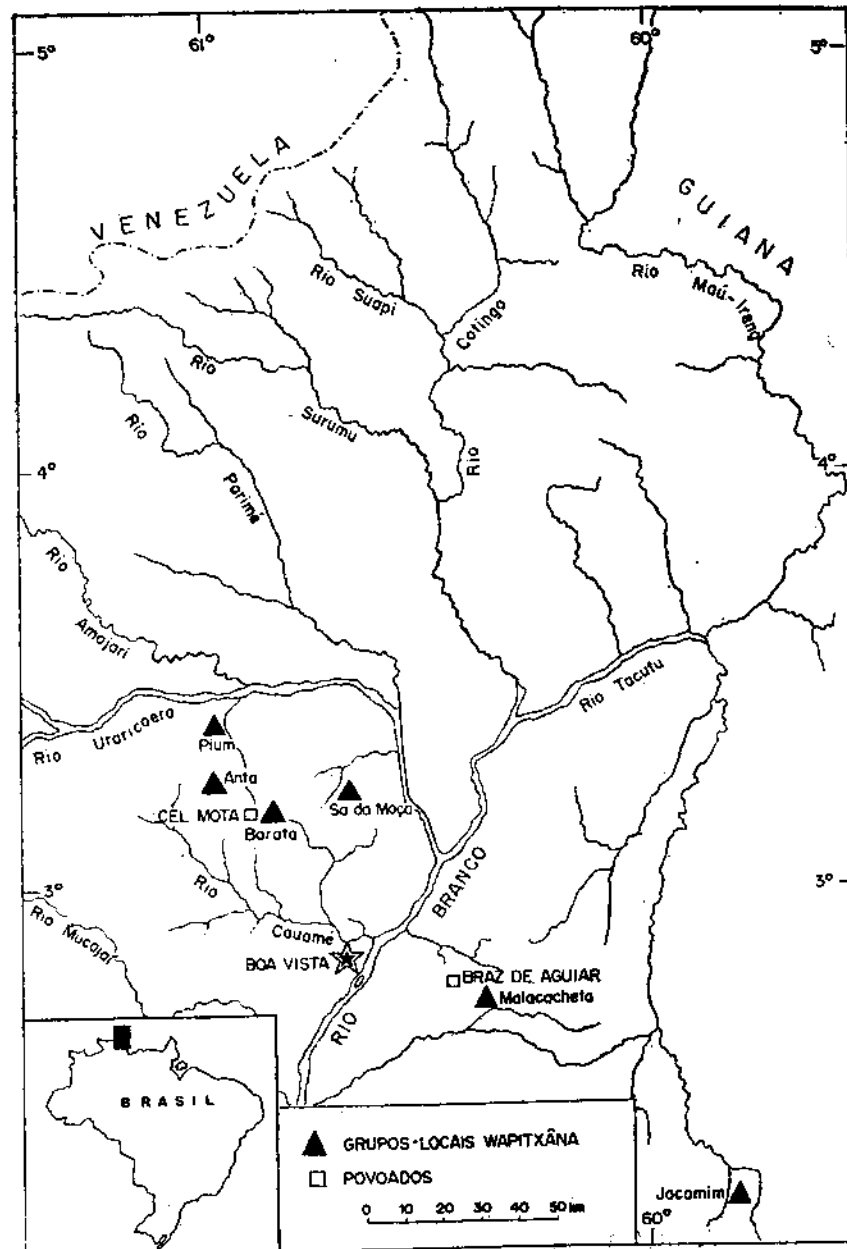 61° 60°
5° 5°
VENEZUELA
GUIANA
Rio Suapi
Cotingo
Rio
Maú-Ireng
Rio
Surumu
Rio
Rio
Parimé
4° 4°
Rio
Amajari
Rio Tacutu
Rio Uraricoera
Pium
Anta
CEL MOTA
Barata
Sa da Moça
3° 3°
Rio
Cauamé
BRANCO
Rio Mucajaí
BOA VISTA
BRAZ DE AGUIAR
Malacacheta
RIO
BRASIL
GRUPOS-LOCAIS WAPITXÂNA
POVOADOS
0 10 20 30 40 50 km
Jacamim
60°